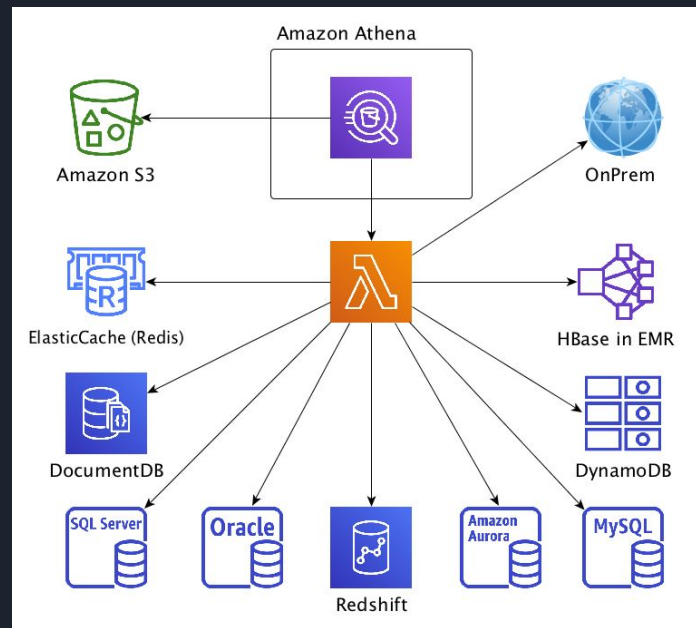 Amazon Athena
Amazon S3
OnPrem
ElasticCache (Redis)
R
HBase in EMR
DocumentDB
DynamoDB
SQL Server
Oracle
Amazon
Aurora
MySQL
Redshift